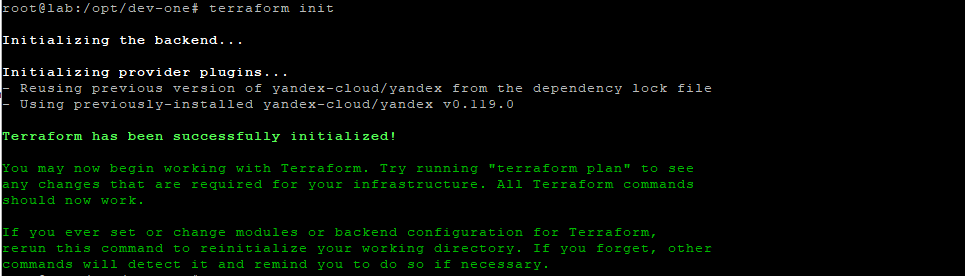 root@lab:/opt/dev-one# terraform init
Initializing the backend...
Initializing provider plugins...
- Reusing previous version of yandex-cloud/yandex from the dependency lock file
- Using previously-installed yandex-cloud/yandex v0.119.0
Terraform has been successfully initialized!
You may now begin working with Terraform. Try running "terraform plan" to see
any changes that are required for your infrastructure. All Terraform commands
should now work.
If you ever set or change modules or backend configuration for Terraform,
rerun this command to reinitialize your working directory. If you forget, other
commands will detect it and remind you to do so if necessary.